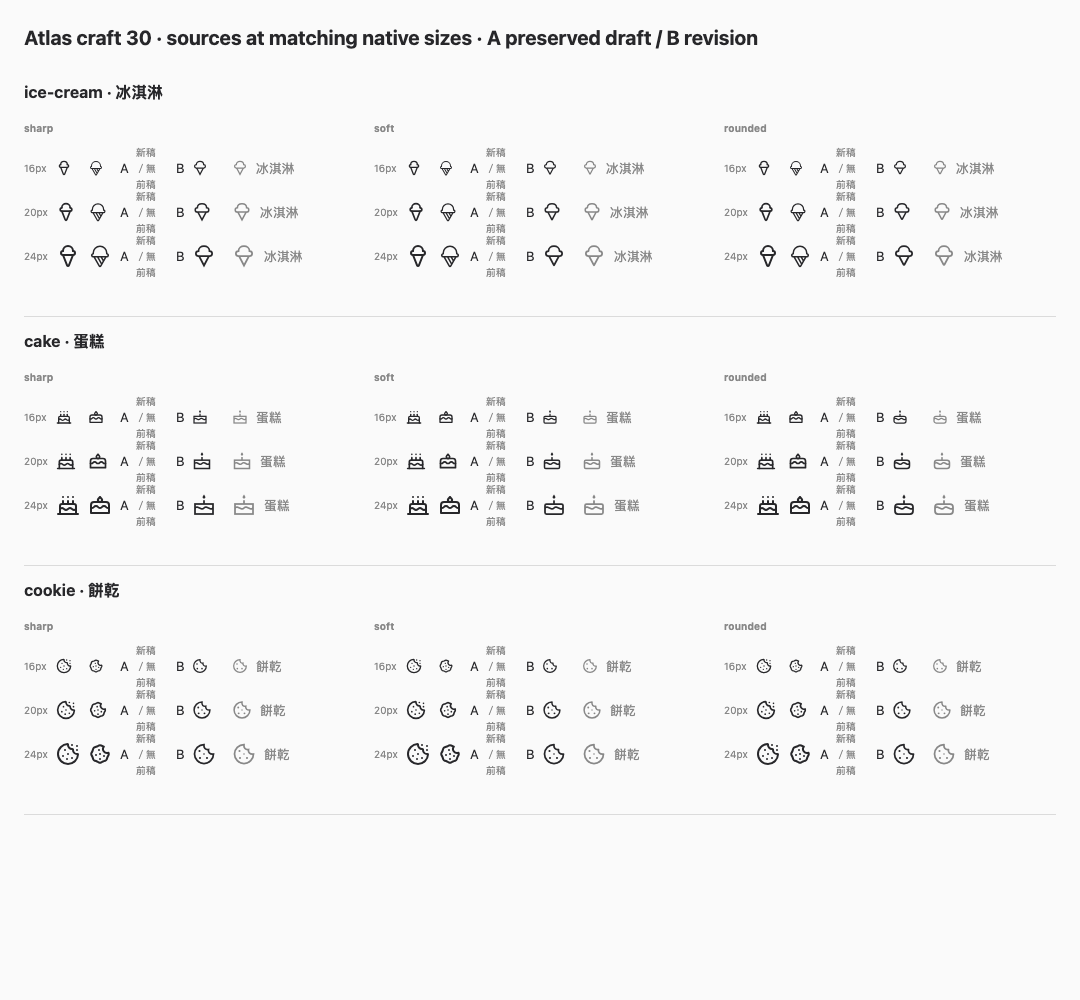 Atlas craft 30 · sources at matching native sizes · A preserved draft / B revision
ice-cream · 冰淇淋
sharp
soft
rounded
16px A 新稿 / 無前稿 B 冰淇淋
16px A 新稿 / 無前稿 B 冰淇淋
16px A 新稿 / 無前稿 B 冰淇淋
20px A 新稿 / 無前稿 B 冰淇淋
20px A 新稿 / 無前稿 B 冰淇淋
20px A 新稿 / 無前稿 B 冰淇淋
24px A 新稿 / 無前稿 B 冰淇淋
24px A 新稿 / 無前稿 B 冰淇淋
24px A 新稿 / 無前稿 B 冰淇淋
cake · 蛋糕
sharp
soft
rounded
16px A 新稿 / 無前稿 B 蛋糕
16px A 新稿 / 無前稿 B 蛋糕
16px A 新稿 / 無前稿 B 蛋糕
20px A 新稿 / 無前稿 B 蛋糕
20px A 新稿 / 無前稿 B 蛋糕
20px A 新稿 / 無前稿 B 蛋糕
24px A 新稿 / 無前稿 B 蛋糕
24px A 新稿 / 無前稿 B 蛋糕
24px A 新稿 / 無前稿 B 蛋糕
cookie · 餅乾
sharp
soft
rounded
16px A 新稿 / 無前稿 B 餅乾
16px A 新稿 / 無前稿 B 餅乾
16px A 新稿 / 無前稿 B 餅乾
20px A 新稿 / 無前稿 B 餅乾
20px A 新稿 / 無前稿 B 餅乾
20px A 新稿 / 無前稿 B 餅乾
24px A 新稿 / 無前稿 B 餅乾
24px A 新稿 / 無前稿 B 餅乾
24px A 新稿 / 無前稿 B 餅乾